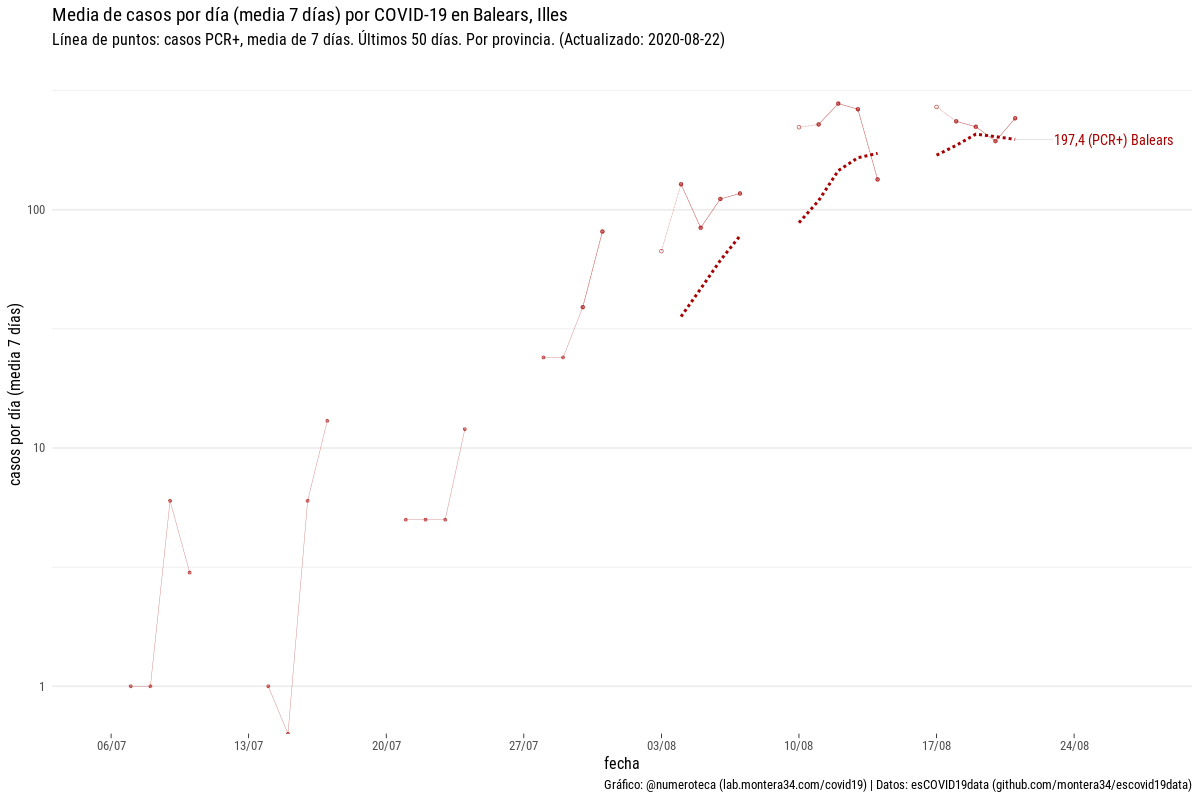 Media de casos por día (media 7 días) por COVID-19 en Balears, Illes
Línea de puntos: casos PCR+, media de 7 días. Últimos 50 días. Por provincia. (Actualizado: 2020-08-22)
197,4 (PCR+) Balears
100
10
1
casos por día (media 7 días)
06/07
13/07
20/07
27/07
03/08
10/08
17/08
24/08
fecha
Gráfico: @numeroteca (lab.montera34.com/covid19) | Datos: esCOVID19data (github.com/montera34/escovid19data)